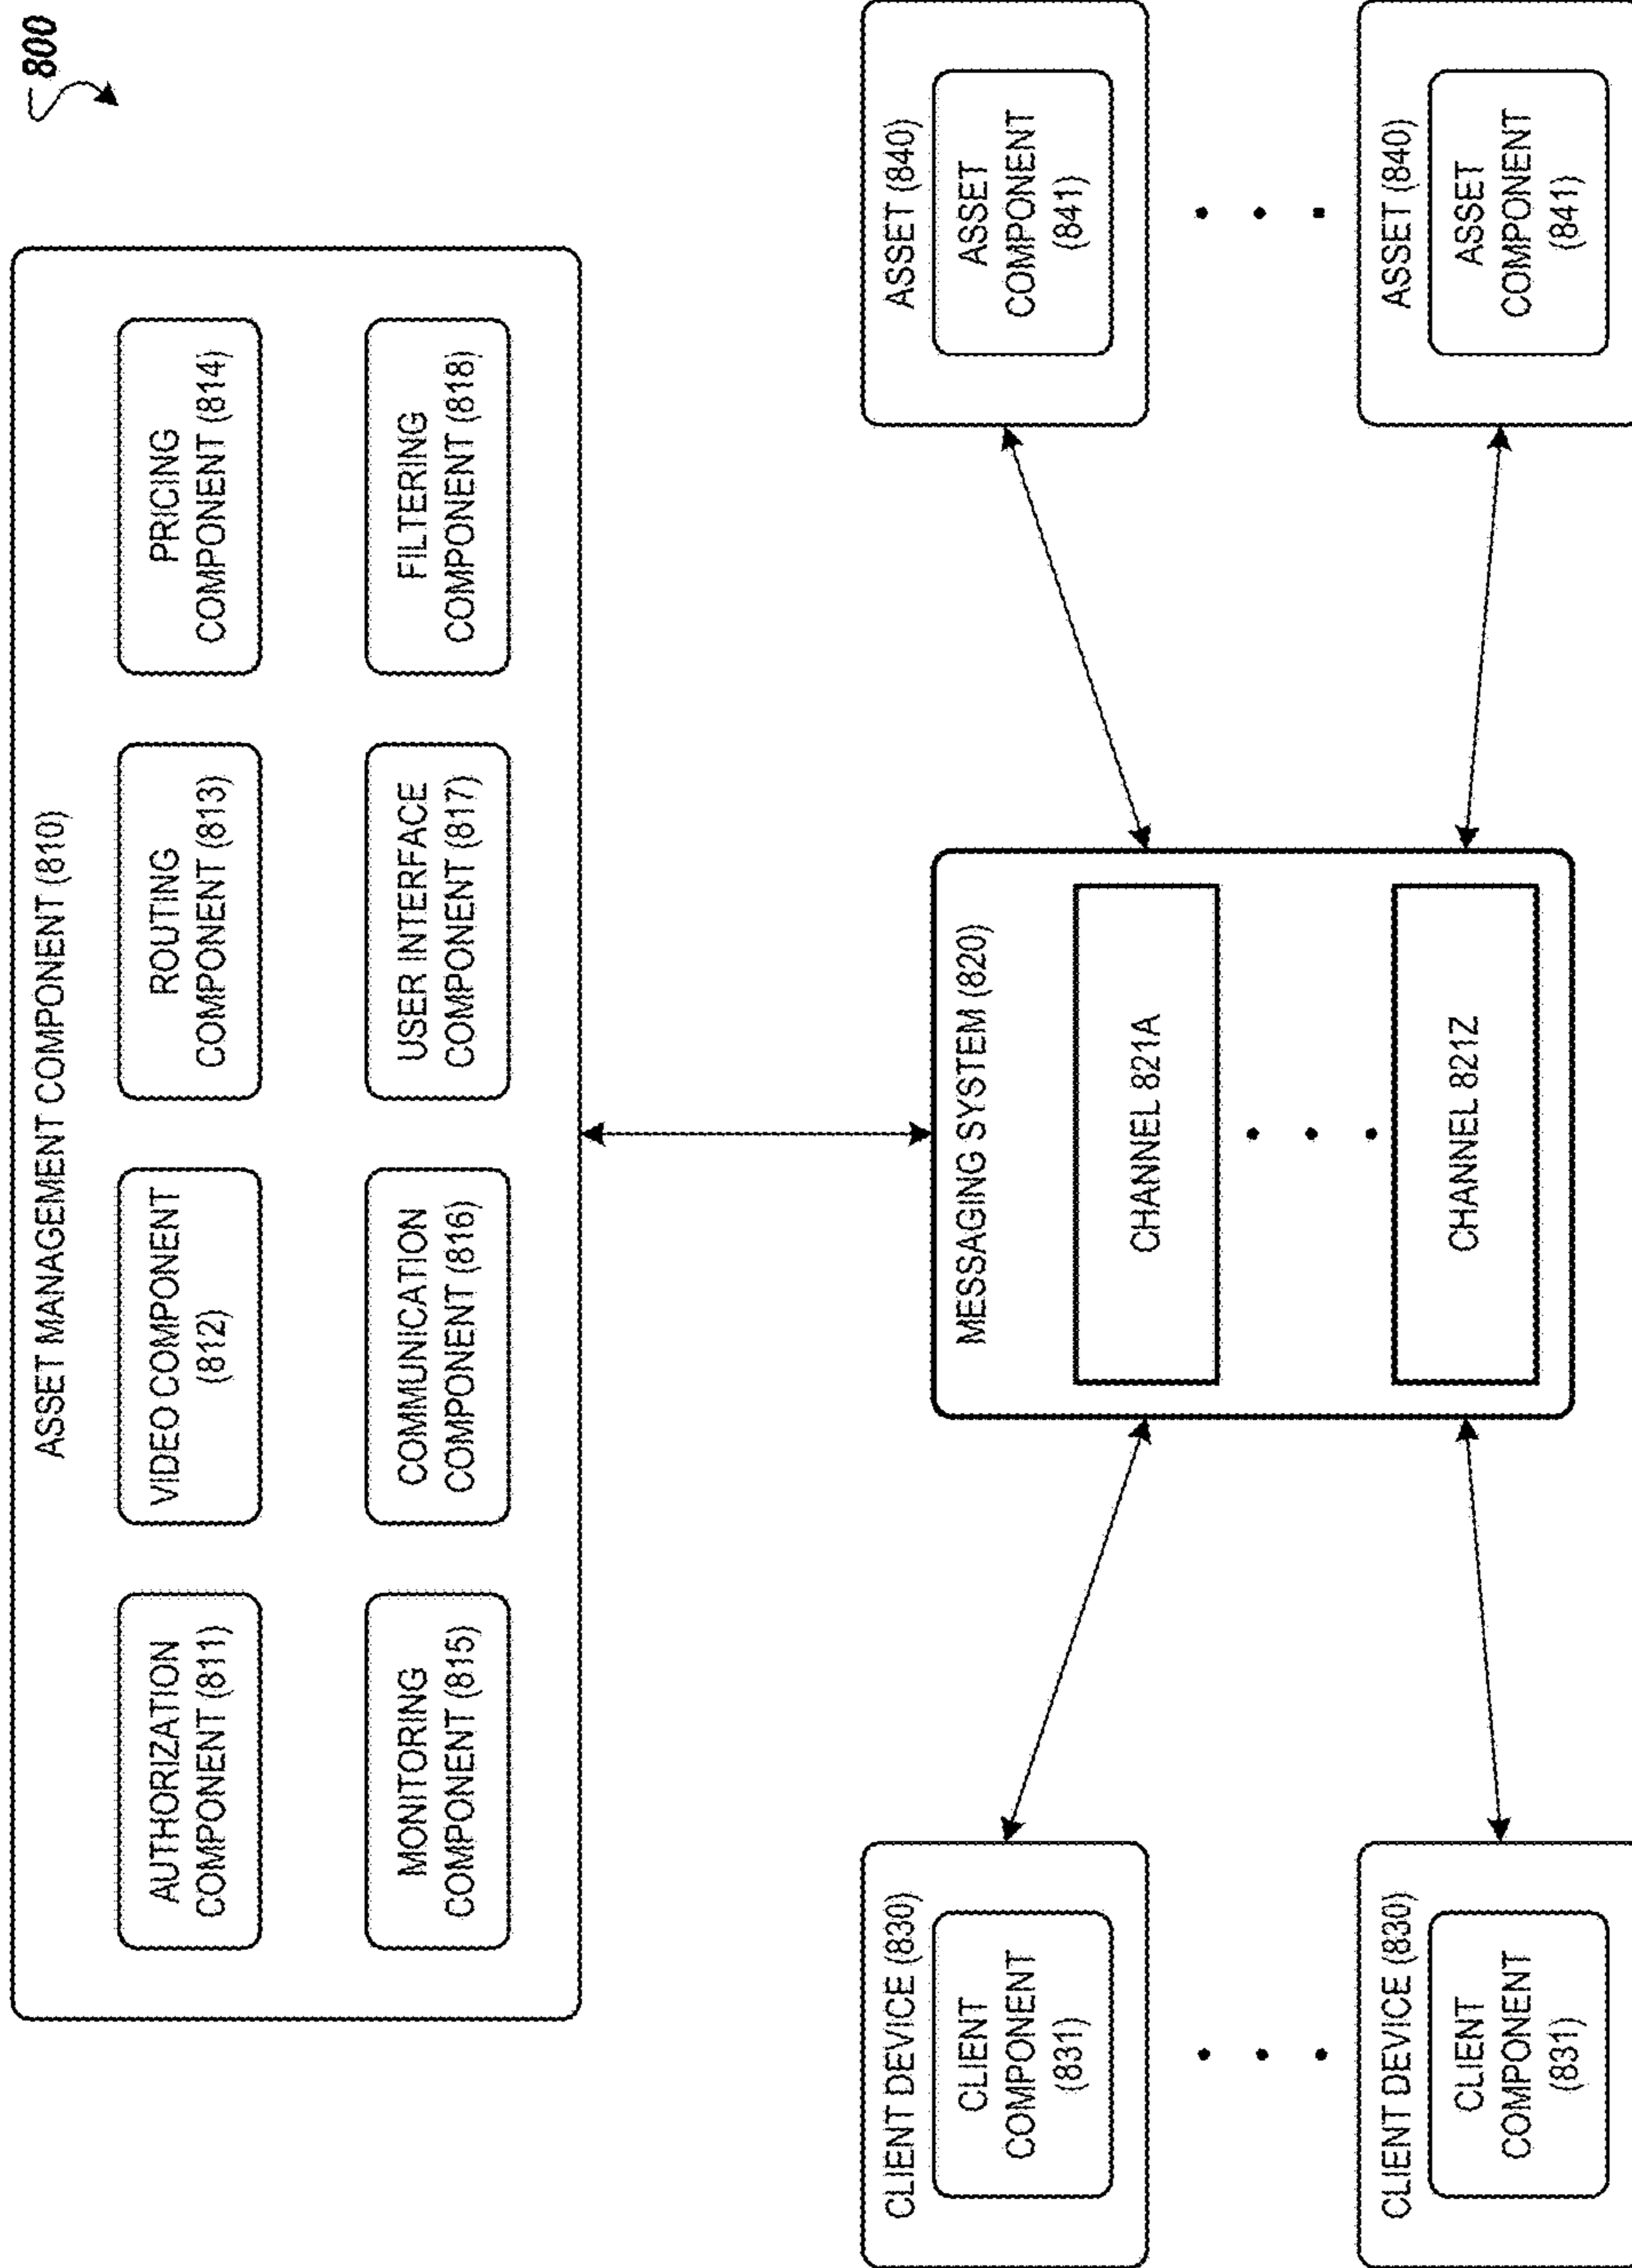 800
ASSET MANAGEMENT COMPONENT (810)
AUTHORIZATION
COMPONENT (811)
VIDEO COMPONENT
(812)
ROUTING
COMPONENT (813)
PRICING
COMPONENT (814)
MONITORING
COMPONENT (815)
COMMUNICATION
COMPONENT (816)
USER INTERFACE
COMPONENT (817)
FILTERING
COMPONENT (818)
CLIENT DEVICE (830)
CLIENT
COMPONENT
(831)
CLIENT DEVICE (830)
CLIENT
COMPONENT
(831)
MESSAGING SYSTEM (820)
CHANNEL 821A
CHANNEL 821Z
ASSET (840)
ASSET
COMPONENT
(841)
ASSET (840)
ASSET
COMPONENT
(841)